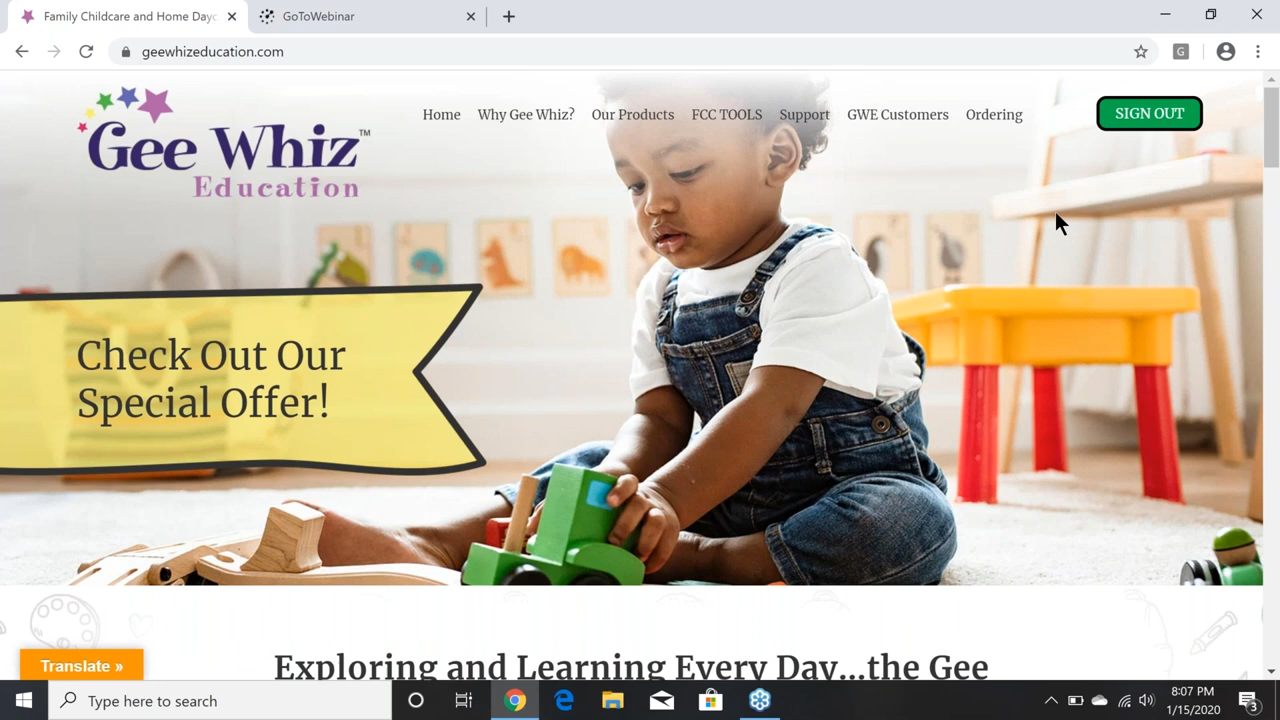 Family Childcare and Home Dayc
GoToWebinar
geewhizeducation.com
G
Gee Whiz™
Education
Home
Why Gee Whiz?
Our Products
FCC TOOLS
Support
GWE Customers
Ordering
SIGN OUT
Check Out Our
Special Offer!
Exploring and Learning Every Day...the Gee
Translate »
Type here to search
8:07 PM
1/15/2020
3